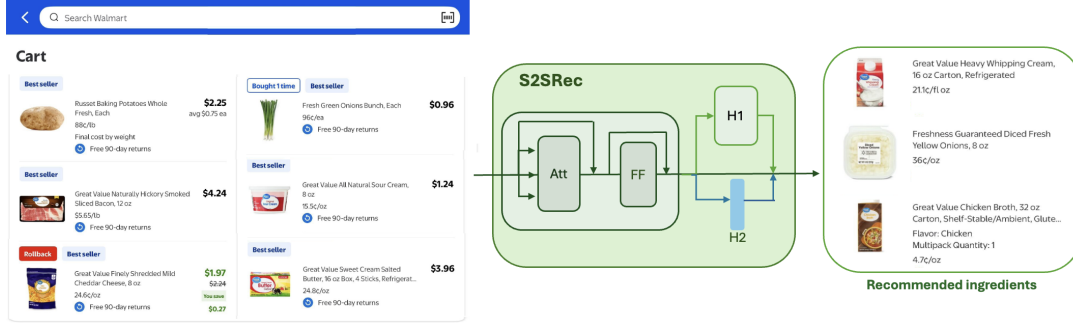 Search Walmart
Cart
Best seller
Russet Baking Potatoes Whole
Fresh, Each
88¢/lb
Final cost by weight
Free 90-day returns
$2.25
avg $0.75 ea
Best seller
Great Value Naturally Hickory Smoked
Sliced Bacon, 12 oz
$5.65/lb
Free 90-day returns
$4.24
Rollback
Best seller
Great Value Finely Shredded Mild
Cheddar Cheese, 8 oz
24.6¢/oz
Free 90-day returns
$1.97
$2.24
You save
$0.27
Bought 1 time
Best seller
Fresh Green Onions Bunch, Each
96¢/ea
Free 90-day returns
$0.96
Best seller
Great Value All Natural Sour Cream,
8 oz
15.5¢/oz
Free 90-day returns
$1.24
Best seller
Great Value Sweet Cream Salted
Butter, 16 oz Box, 4 Sticks, Refrigerat...
24.8¢/oz
Free 90-day returns
$3.96
S2SRec
Att
FF
H1
H2
Great Value Heavy Whipping Cream,
16 oz Carton, Refrigerated
21.1¢/fl oz
Freshness Guaranteed Diced Fresh
Yellow Onions, 8 oz
36¢/oz
Great Value Chicken Broth, 32 oz
Carton, Shelf-Stable/Ambient, Glute...
Flavor: Chicken
Multipack Quantity: 1
4.7¢/oz
Recommended ingredients